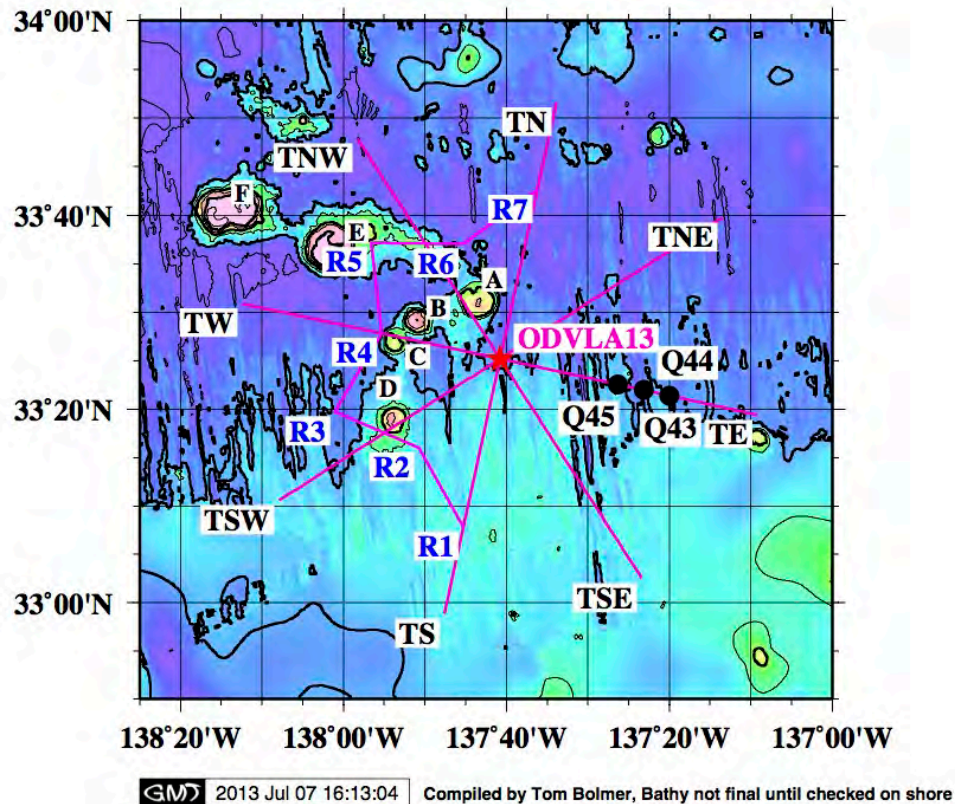 34°00'N
TN
TNW
F
33°40'N
R7
E
TNE
R5
R6
A
B
TW
ODVLA13
R4
C
Q44
D
33°20'N
Q45
Q43
TE
R3
R2
TSW
R1
TSE
33°00'N
TS
138°20'W 138°00'W 137°40'W 137°20'W 137°00'W
GMT 2013 Jul 07 16:13:04 Compiled by Tom Bolmer, Bathy not final until checked on shore